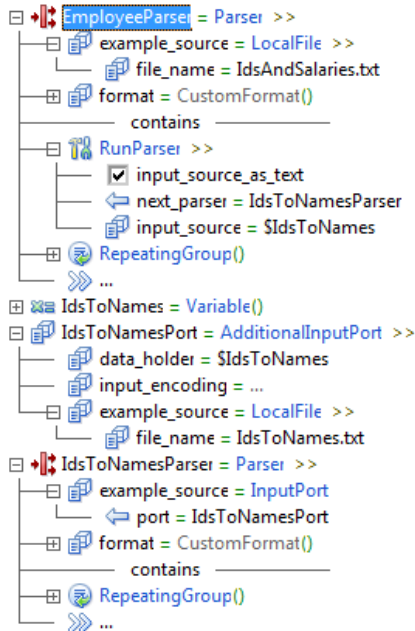 EmployeeParser = Parser >>
example_source = LocalFile >>
file_name = IdsAndSalaries.txt
format = CustomFormat()
contains
RunParser >>
input_source_as_text
next_parser = IdsToNamesParser
input_source = $IdsToNames
RepeatingGroup()
...
IdsToNames = Variable()
IdsToNamesPort = AdditionalInputPort >>
data_holder = $IdsToNames
input_encoding = ...
example_source = LocalFile >>
file_name = IdsToNames.txt
IdsToNamesParser = Parser >>
example_source = InputPort
port = IdsToNamesPort
format = CustomFormat()
contains
RepeatingGroup()
...